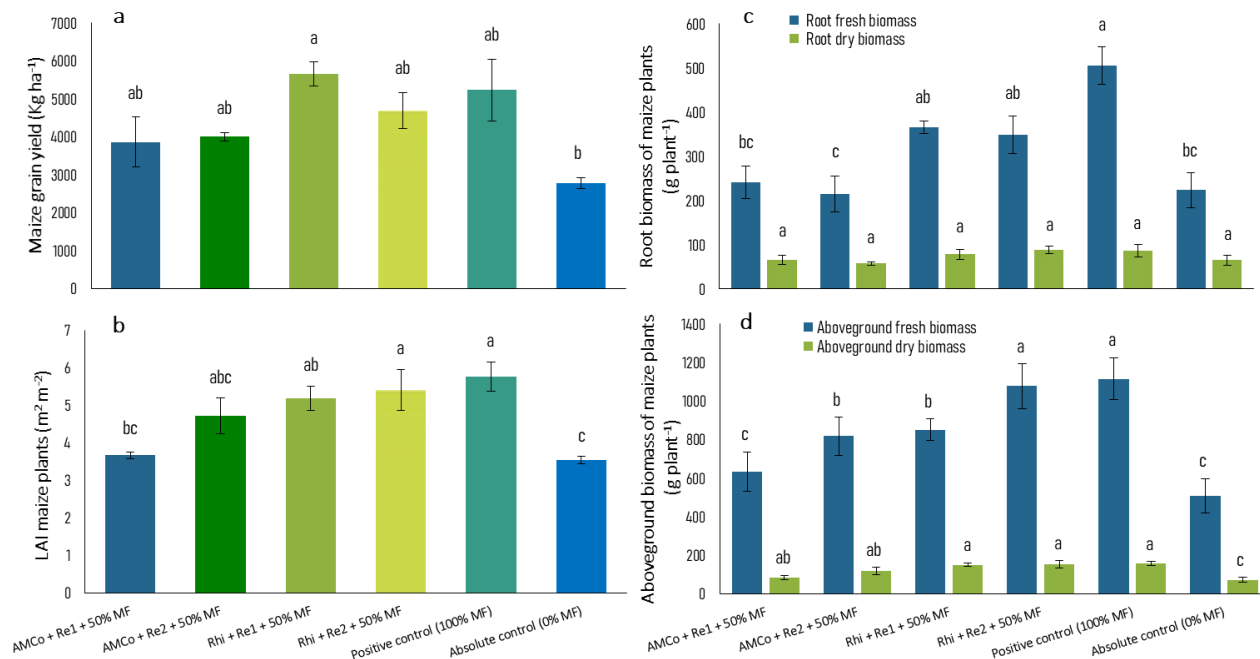 a
Maize grain yield (Kg ha⁻¹)
7000
6000
5000
4000
3000
2000
1000
0
ab
ab
a
ab
ab
b
b
LAI maize plants (m² m⁻²)
7
6
5
4
3
2
1
0
bc
abc
ab
a
a
c
AMCo + Re1 + 50% MF
AMCo + Re2 + 50% MF
Rhi + Re1 + 50% MF
Rhi + Re2 + 50% MF
Positive control (100% MF)
Absolute control (0% MF)
c
Root fresh biomass
Root dry biomass
Root biomass of maize plants
(g plant⁻¹)
600
500
400
300
200
100
0
bc
a
c
a
ab
a
ab
a
a
a
bc
a
d
Aboveground fresh biomass
Aboveground dry biomass
Aboveground biomass of maize plants
(g plant⁻¹)
1400
1200
1000
800
600
400
200
0
c
ab
b
ab
b
a
a
a
a
a
c
c
AMCo + Re1 + 50% MF
AMCo + Re2 + 50% MF
Rhi + Re1 + 50% MF
Rhi + Re2 + 50% MF
Positive control (100% MF)
Absolute control (0% MF)